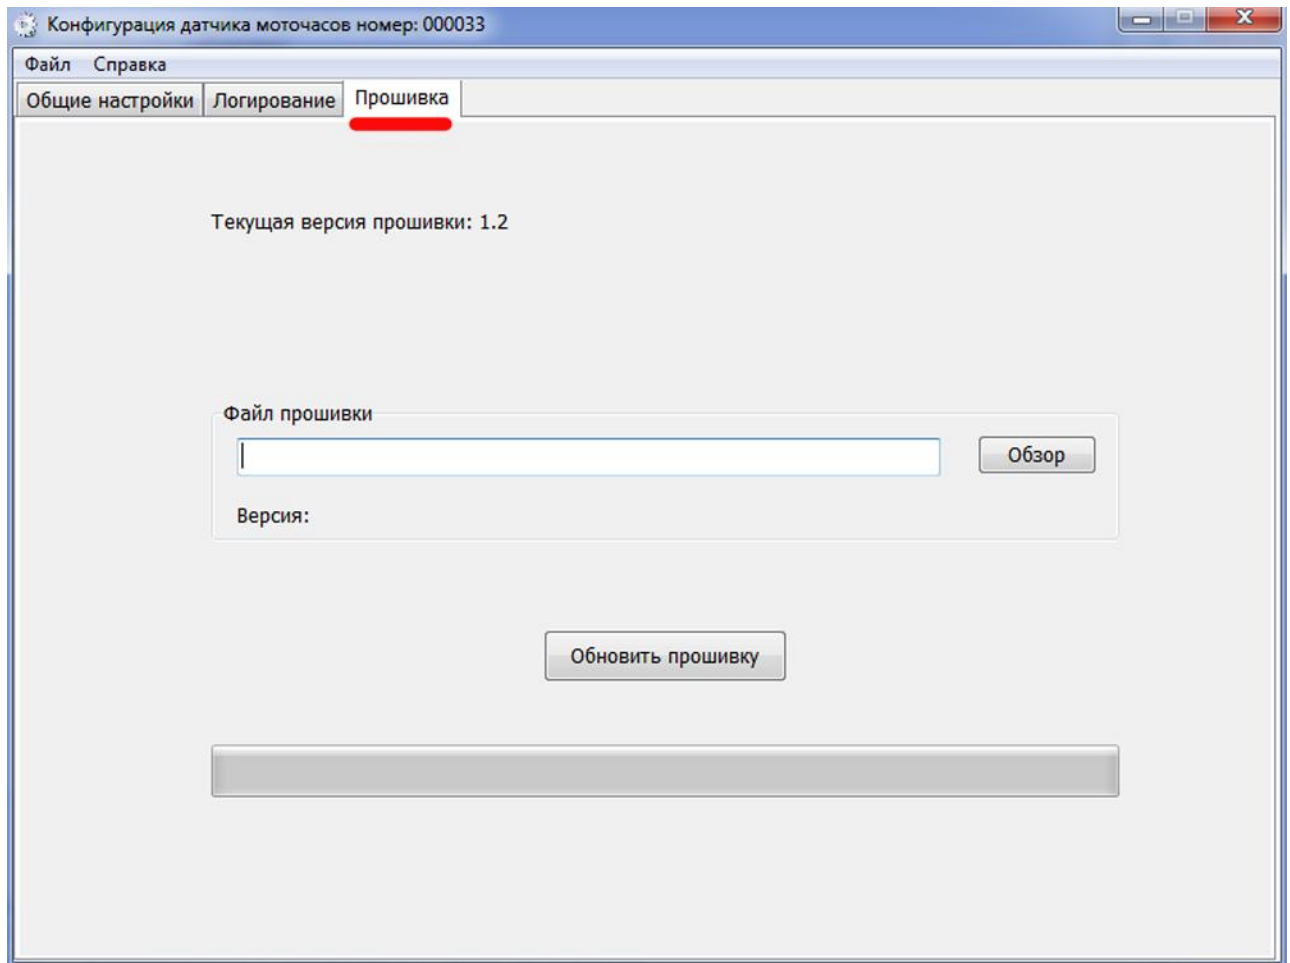 Конфигурация датчика моточасов номер: 000033
Файл Справка
Общие настройки Логирование Прошивка
Текущая версия прошивки: 1.2
Файл прошивки
Обзор
Версия:
Обновить прошивку